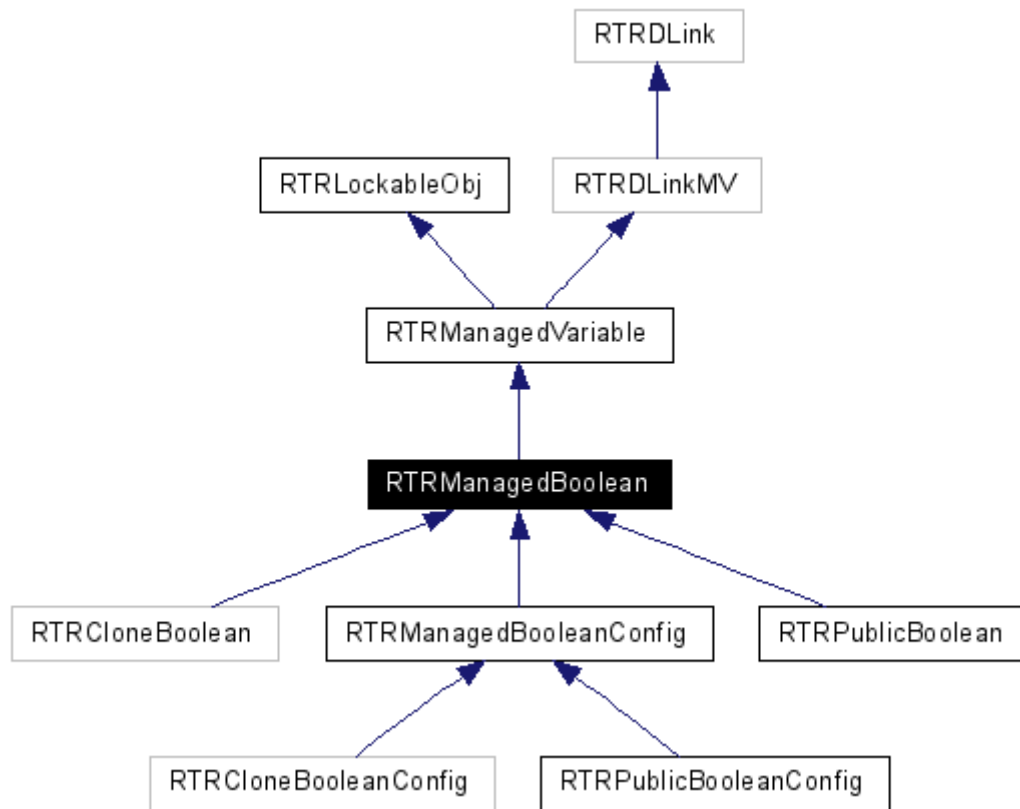 RTRDLink
RTRLockableObj
RTRDLinkMV
RTRManagedVariable
RTRManagedBoolean
RTRCloneBoolean
RTRManagedBooleanConfig
RTRPublicBoolean
RTRCloneBooleanConfig
RTRPublicBooleanConfig